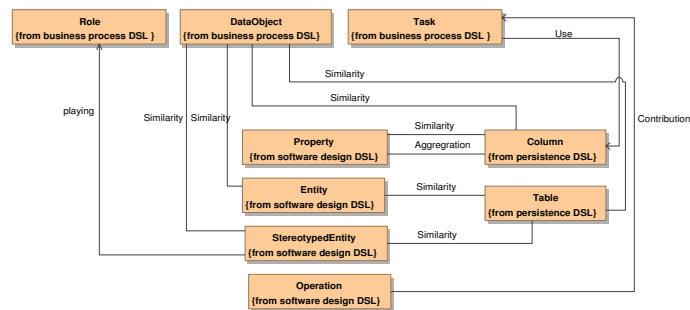 Role
{from business process DSL }
DataObject
{from business process DSL}
Task
{from business process DSL }
Use
Similarity
Similarity
playing
Similarity
Similarity
Contribution
Property
{from software design DSL}
Similarity
Aggregration
Column
{from persistence DSL}
Entity
{from software design DSL}
Similarity
Table
{from persistence DSL}
StereotypedEntity
{from software design DSL}
Similarity
Operation
{from software design DSL}